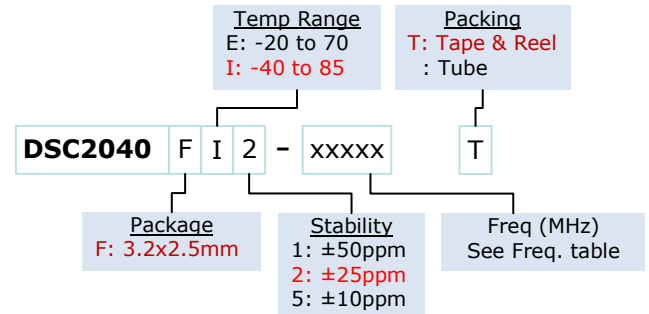 Temp Range
E: -20 to 70
I: -40 to 85
Packing
T: Tape & Reel
: Tube
DSC2040 F I 2 - xxxxx T
Package
F: 3.2x2.5mm
Stability
1: ±50ppm
2: ±25ppm
5: ±10ppm
Freq (MHz)
See Freq. table